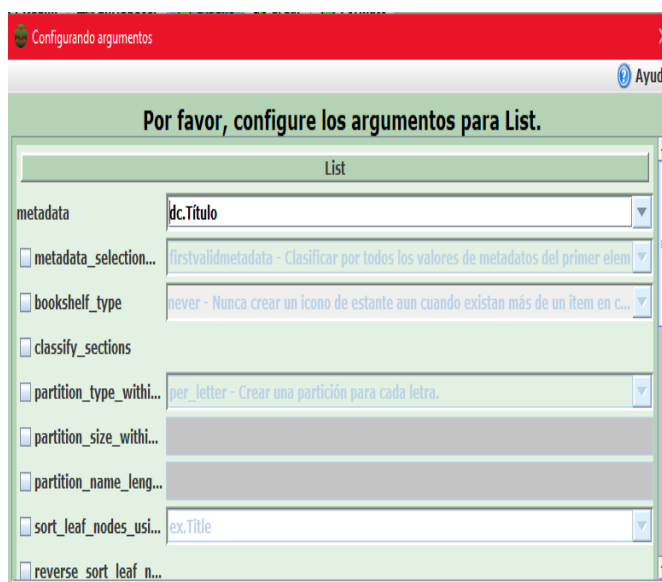 Configurando argumentos
Ayud
Por favor, configure los argumentos para List.
List
metadata dc.Título
metadata_selection... firstvalidmetadata - Clasificar por todos los valores de metadatos del primer elem
bookshelf_type never - Nunca crear un icono de estante aun cuando existan más de un item en c...
classify_sections
partition_type_withi... per_letter - Crear una partición para cada letra.
partition_size_withi...
partition_name_leng...
sort_leaf_nodes_usi... ex.Title
reverse_sort_leaf_n...